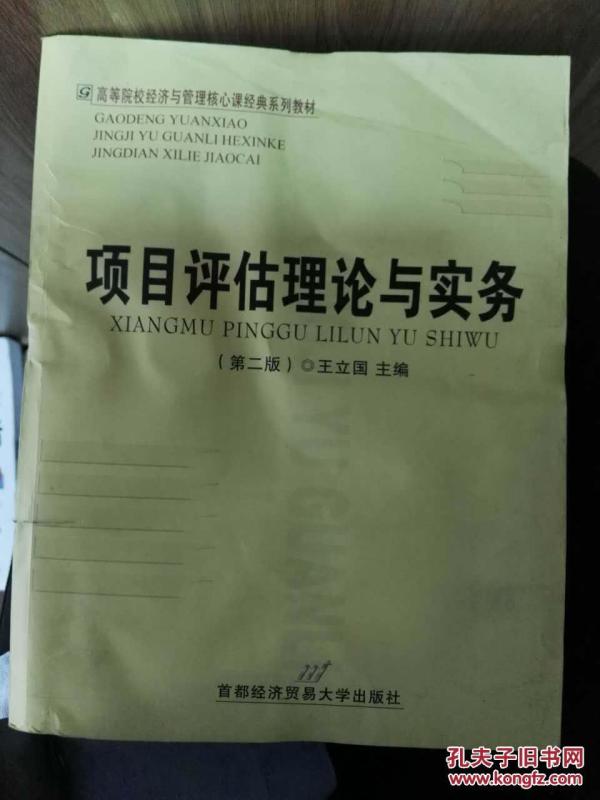 高等院校经济与管理核心课经典系列教材
GAODENG YUANXIAO
JINGJI YU GUANLI HEXINKE
JINGDIAN XILIE JIAOCAI
项目评估理论与实务
XIANGMU PINGGU LILUN YU SHIWU
(第二版)◎王立国 主编
YU GUANL
首都经济贸易大学出版社
孔夫子旧书网
www.kongfz.com